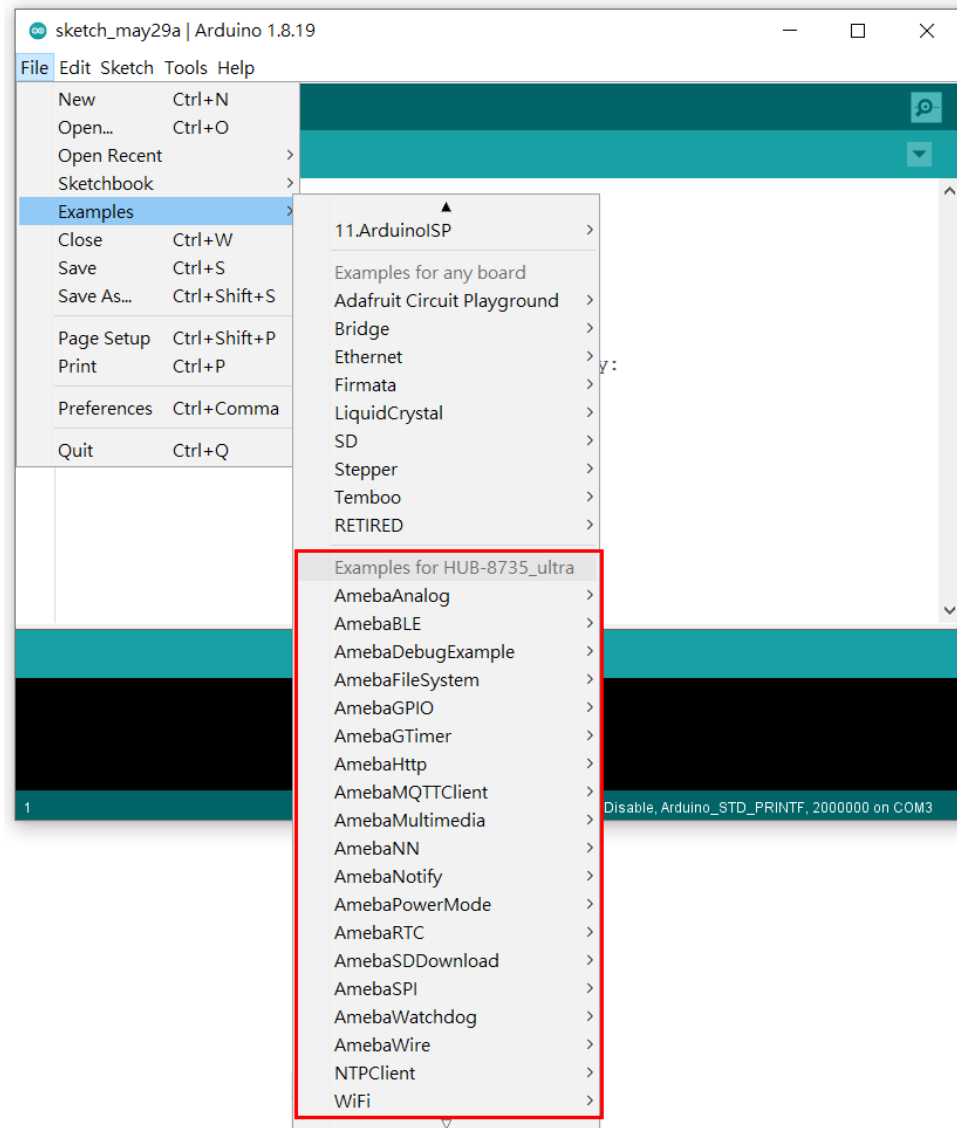 sketch_may29a | Arduino 1.8.19
File Edit Sketch Tools Help
New Ctrl+N
Open... Ctrl+O
Open Recent
Sketchbook
Examples
Close Ctrl+W
Save Ctrl+S
Save As... Ctrl+Shift+S
Page Setup Ctrl+Shift+P
Print Ctrl+P
Preferences Ctrl+Comma
Quit Ctrl+Q
11.ArduinoISP
Examples for any board
Adafruit Circuit Playground
Bridge
Ethernet
y:
Firmata
LiquidCrystal
SD
Stepper
Temboo
RETIRED
Examples for HUB-8735_ultra
AmebaAnalog
AmebaBLE
AmebaDebugExample
AmebaFileSystem
AmebaGPIO
AmebaGTimer
AmebaHttp
AmebaMQTTClient
AmebaMultimedia
AmebaNN
AmebaNotify
AmebaPowerMode
AmebaRTC
AmebaSDDownload
AmebaSPI
AmebaWatchdog
AmebaWire
NTPClient
WiFi
1
Disable, Arduino_STD_PRINTF, 2000000 on COM3